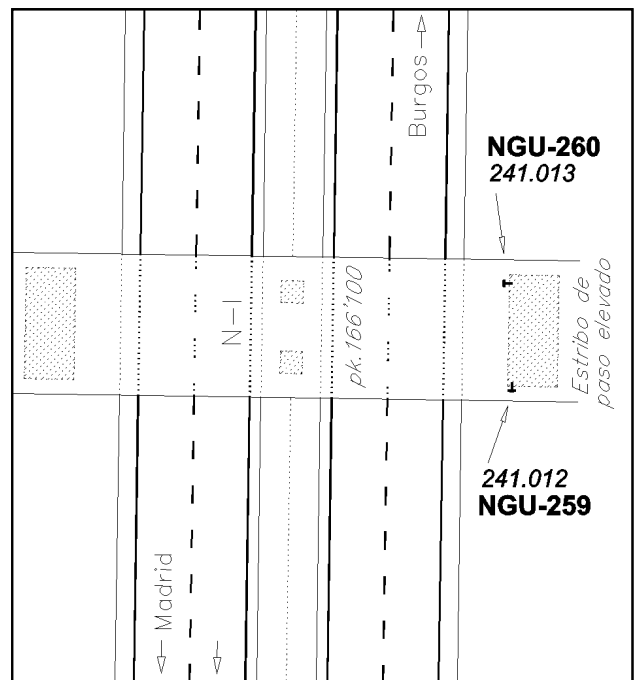 Burgos
NGU-260
241.013
N-I
pk.166'100
Estribo de
paso elevado
241.012
NGU-259
Madrid